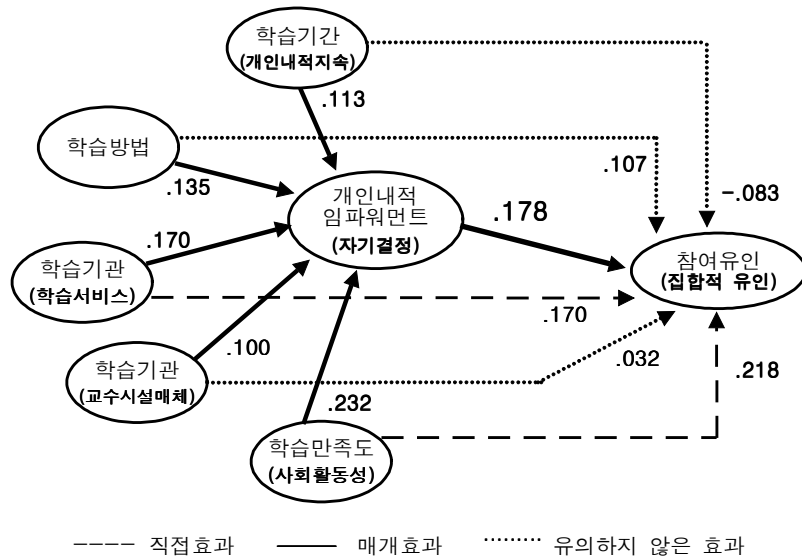 학습기간
(개인내적지속)
.113
학습방법
.135
.107
-.083
개인내적
임파워먼트
(자기결정)
.178
.170
학습기관
(학습서비스)
참여유인
(집합적 유인)
.170
.100
.032
.218
학습기관
(교수시설매체)
.232
학습만족도
(사회활동성)
직접효과
매개효과
유의하지 않은 효과